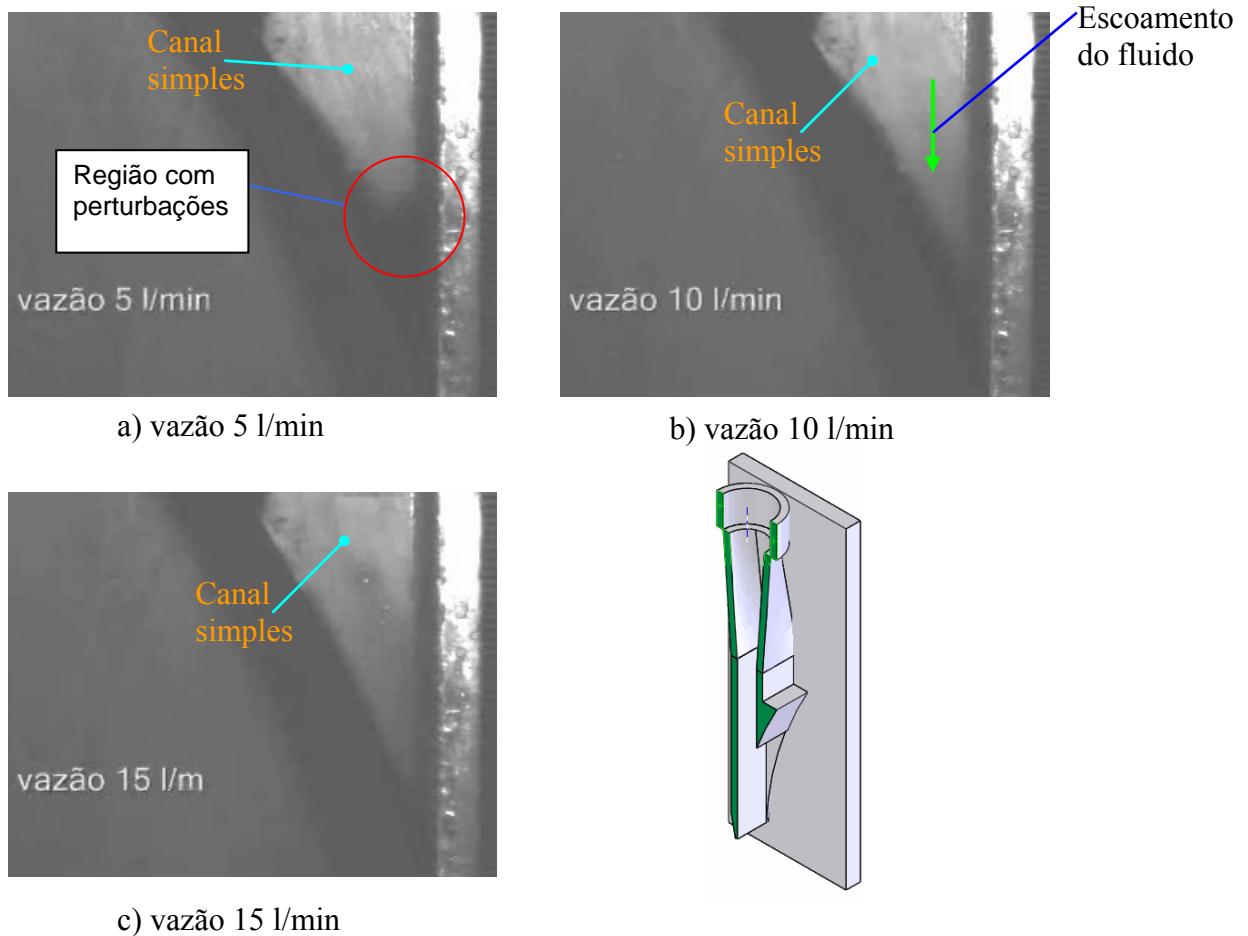 Canal
simples
Região com
perturbações
vazão 5 l/min
a) vazão 5 l/min
Escoamento
do fluido
Canal
simples
vazão 10 l/min
b) vazão 10 l/min
Canal
simples
vazão 15 l/m
c) vazão 15 l/min